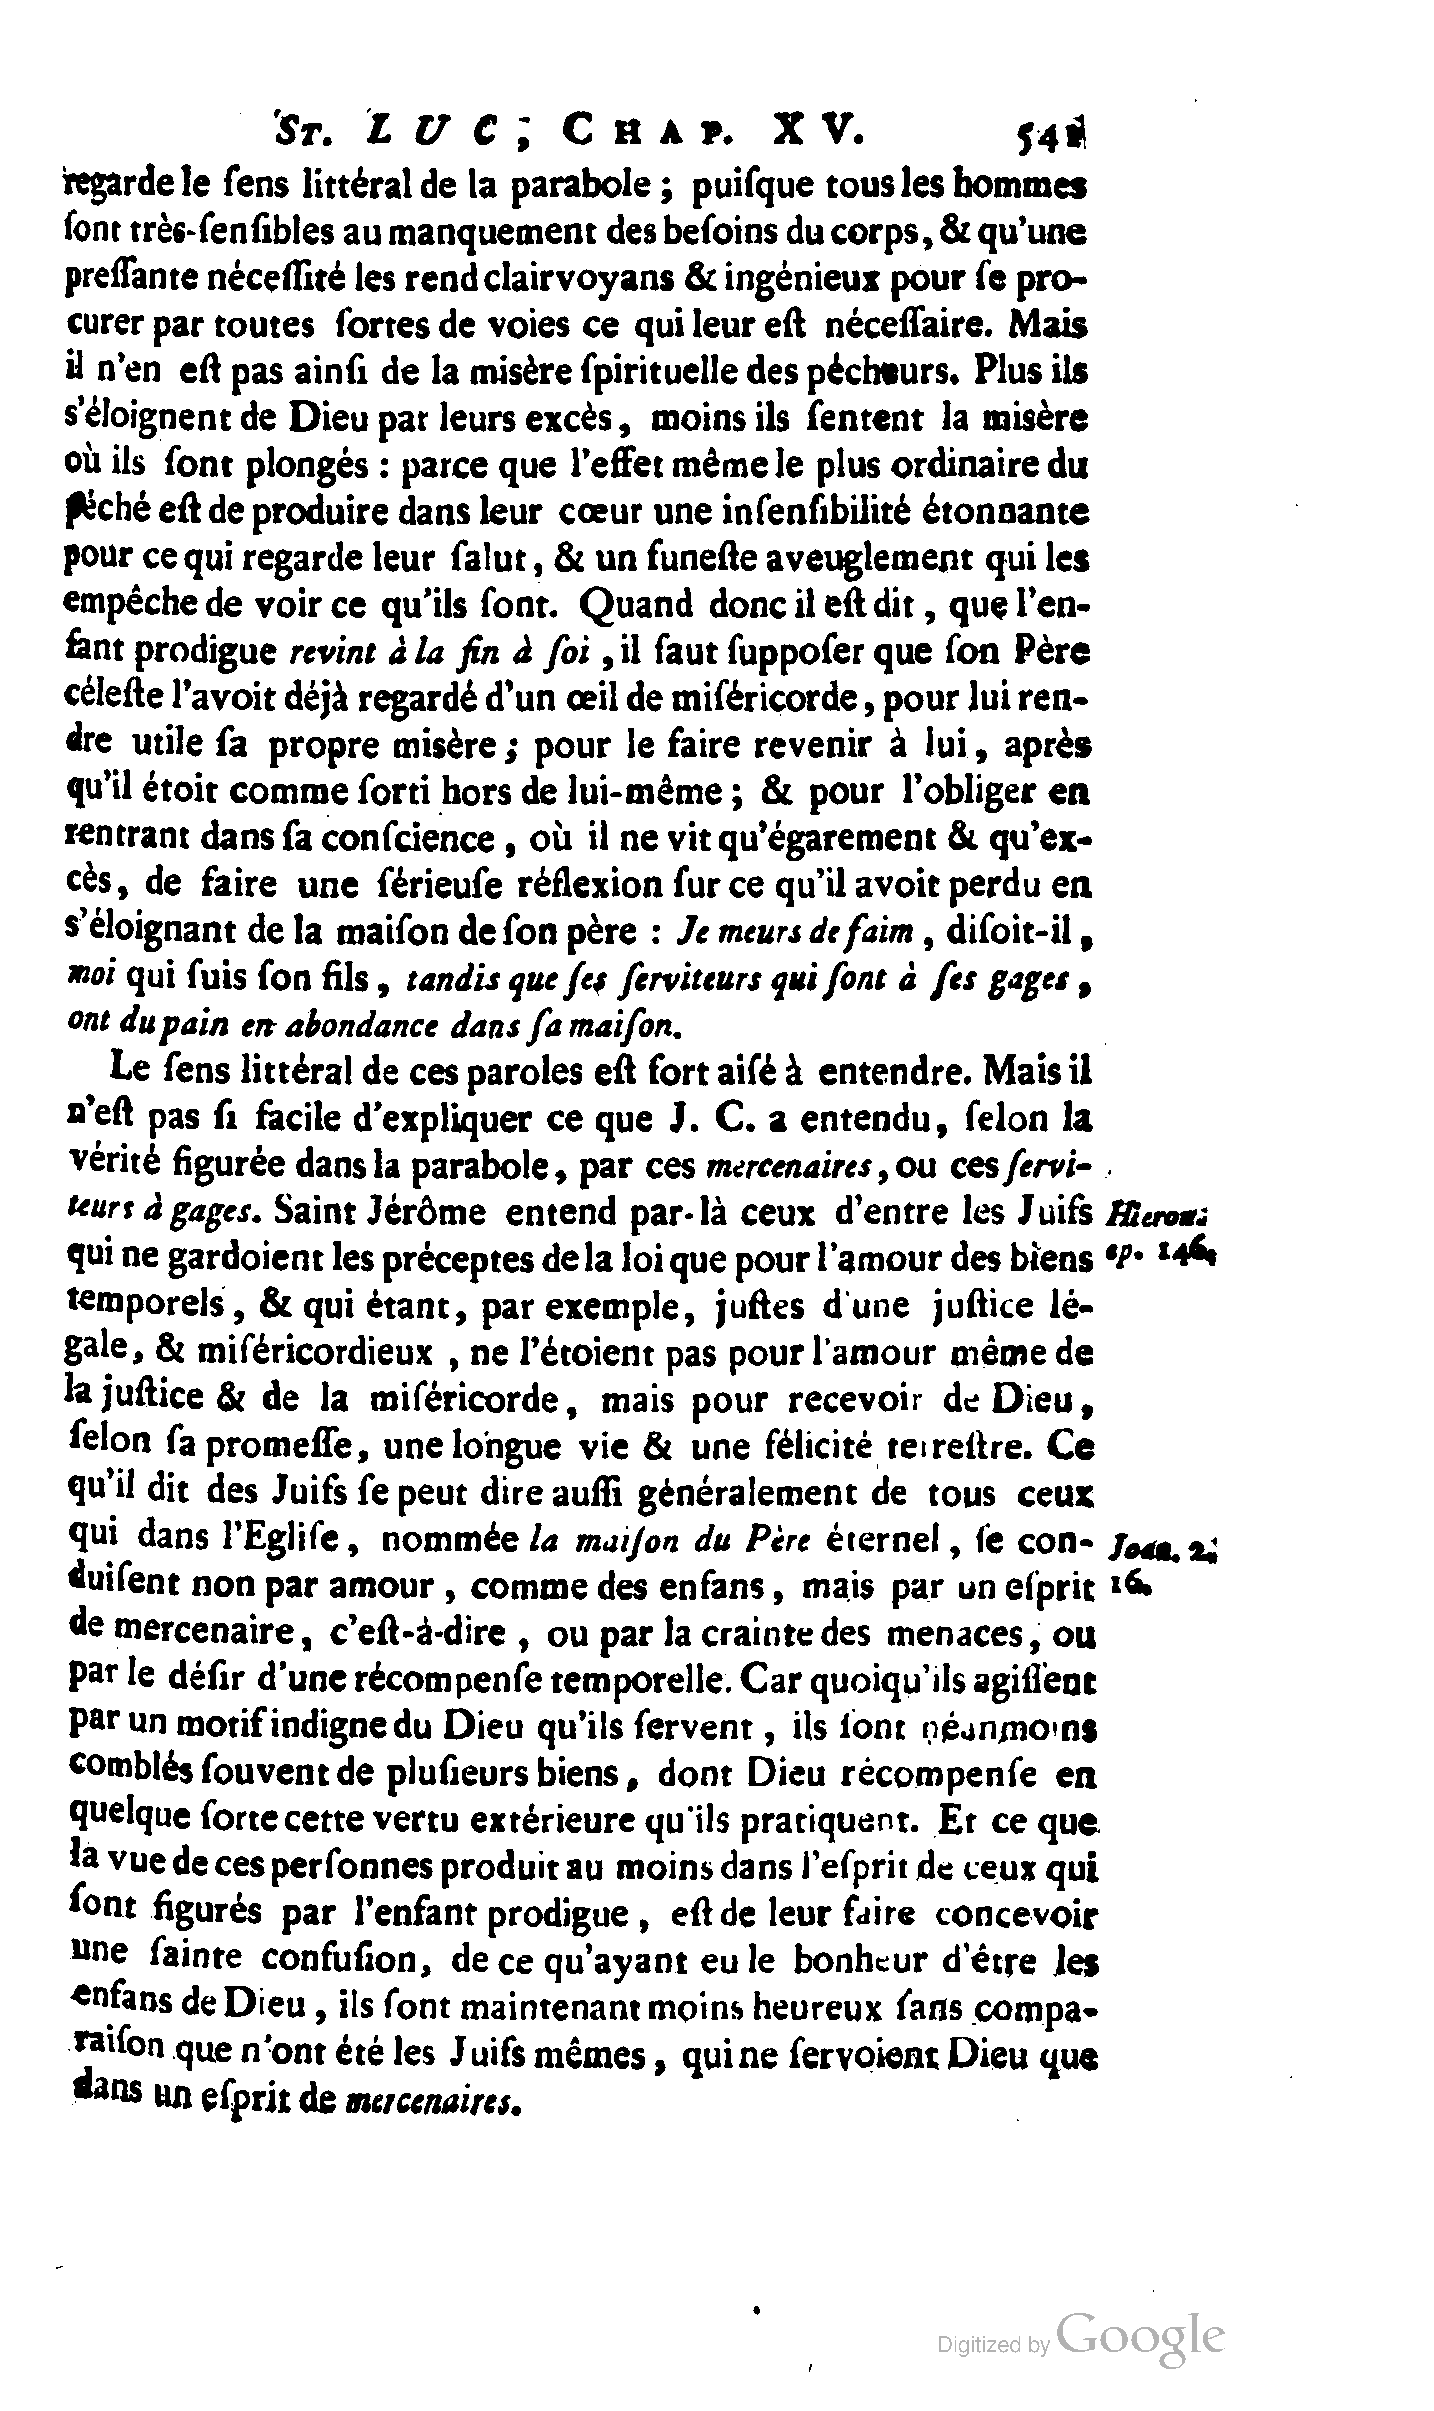 St. LUC, CHAP. XV. 541
regarde le ſens littéral de la parabole ; puiſque tous les hommes
ſont très-ſenſibles au manquement des beſoins du corps, & qu'une
preſſante néceſſité les rend clairvoyans & ingénieux pour ſe pro-
curer par toutes ſortes de voies ce qui leur eſt néceſſaire. Mais
il n'en eſt pas ainſi de la misère ſpirituelle des pécheurs. Plus ils
s'éloignent de Dieu par leurs excès, moins ils ſentent la misère
où ils ſont plongés : parce que l'effet même le plus ordinaire du
péché eſt de produire dans leur cœur une inſenſibilité étonnante
pour ce qui regarde leur ſalut, & un funeſte aveuglement qui les
empêche de voir ce qu'ils ſont. Quand donc il eſt dit, que l'en-
fant prodigue revint à la fin à ſoi, il faut ſuppoſer que ſon Père
céleſte l'avoit déjà regardé d'un œil de miſéricorde, pour lui ren-
dre utile ſa propre misère ; pour le faire revenir à lui, après
qu'il étoit comme ſorti hors de lui-même ; & pour l'obliger en
rentrant dans ſa conſcience, où il ne vit qu'égarement & qu'ex-
cès, de faire une ſérieuſe réflexion ſur ce qu'il avoit perdu en
s'éloignant de la maiſon de ſon père : Je meurs de faim, diſoit-il,
moi qui ſuis ſon fils, tandis que ſes ſerviteurs qui ſont à ſes gages,
ont du pain en abondance dans ſa maiſon.
Le ſens littéral de ces paroles eſt fort aiſé à entendre. Mais il
n'eſt pas ſi facile d'expliquer ce que J. C. a entendu, ſelon la
vérité figurée dans la parabole, par ces mercenaires, ou ces ſervi-
teurs à gages. Saint Jérôme entend par-là ceux d'entre les Juifs Hieron.
qui ne gardoient les préceptes de la loi que pour l'amour des biens ep. 146.
temporels, & qui étant, par exemple, juſtes d'une juſtice lé-
gale, & miſéricordieux, ne l'étoient pas pour l'amour même de
la juſtice & de la miſéricorde, mais pour recevoir de Dieu,
ſelon ſa promeſſe, une longue vie & une félicité terreſtre. Ce
qu'il dit des Juifs ſe peut dire auſſi généralement de tous ceux
qui dans l'Egliſe, nommée la maiſon du Père éternel, ſe con- Joan. 2.
duiſent non par amour, comme des enfans, mais par un eſprit 16.
de mercenaire, c'eſt-à-dire, ou par la crainte des menaces, ou
par le déſir d'une récompenſe temporelle. Car quoiqu'ils agiſſent
par un motif indigne du Dieu qu'ils ſervent, ils ſont néanmoins
comblés ſouvent de pluſieurs biens, dont Dieu récompenſe en
quelque ſorte cette vertu extérieure qu'ils pratiquent. Et ce que
la vue de ces perſonnes produit au moins dans l'eſprit de ceux qui
ſont figurés par l'enfant prodigue, eſt de leur faire concevoir
une ſainte confuſion, de ce qu'ayant eu le bonheur d'être les
enfans de Dieu, ils ſont maintenant moins heureux ſans compa-
raiſon que n'ont été les Juifs mêmes, qui ne ſervoient Dieu que
dans un eſprit de mercenaires.
Digitized by Google